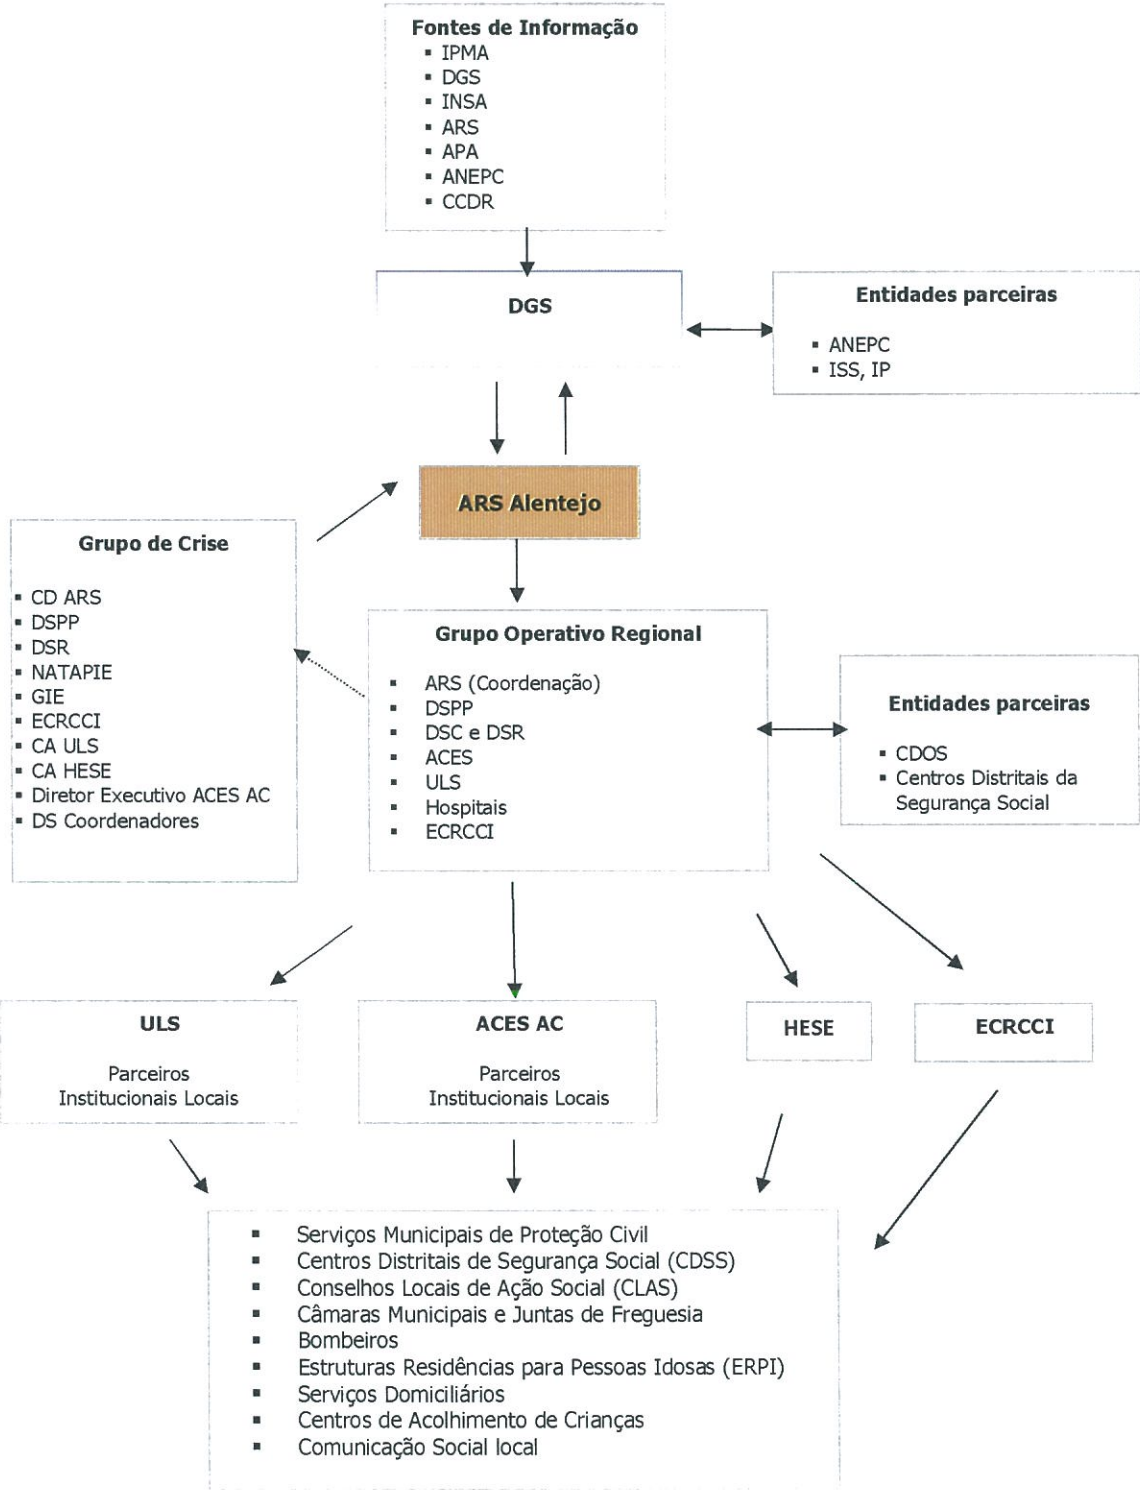 Fontes de Informação
▪ IPMA
▪ DGS
▪ INSA
▪ ARS
▪ APA
▪ ANEPC
▪ CCDR
DGS
Entidades parceiras
▪ ANEPC
▪ ISS, IP
ARS Alentejo
Grupo de Crise
▪ CD ARS
▪ DSPP
▪ DSR
▪ NATAPIE
▪ GIE
▪ ECRCCI
▪ CA ULS
▪ CA HESE
▪ Diretor Executivo ACES AC
▪ DS Coordenadores
Grupo Operativo Regional
▪ ARS (Coordenação)
▪ DSPP
▪ DSC e DSR
▪ ACES
▪ ULS
▪ Hospitais
▪ ECRCCI
Entidades parceiras
▪ CDOS
▪ Centros Distritais da
Segurança Social
ULS
Parceiros
Institucionais Locais
ACES AC
Parceiros
Institucionais Locais
HESE
ECRCCI
▪ Serviços Municipais de Proteção Civil
▪ Centros Distritais de Segurança Social (CDSS)
▪ Conselhos Locais de Ação Social (CLAS)
▪ Câmaras Municipais e Juntas de Freguesia
▪ Bombeiros
▪ Estruturas Residências para Pessoas Idosas (ERPI)
▪ Serviços Domiciliários
▪ Centros de Acolhimento de Crianças
▪ Comunicação Social local